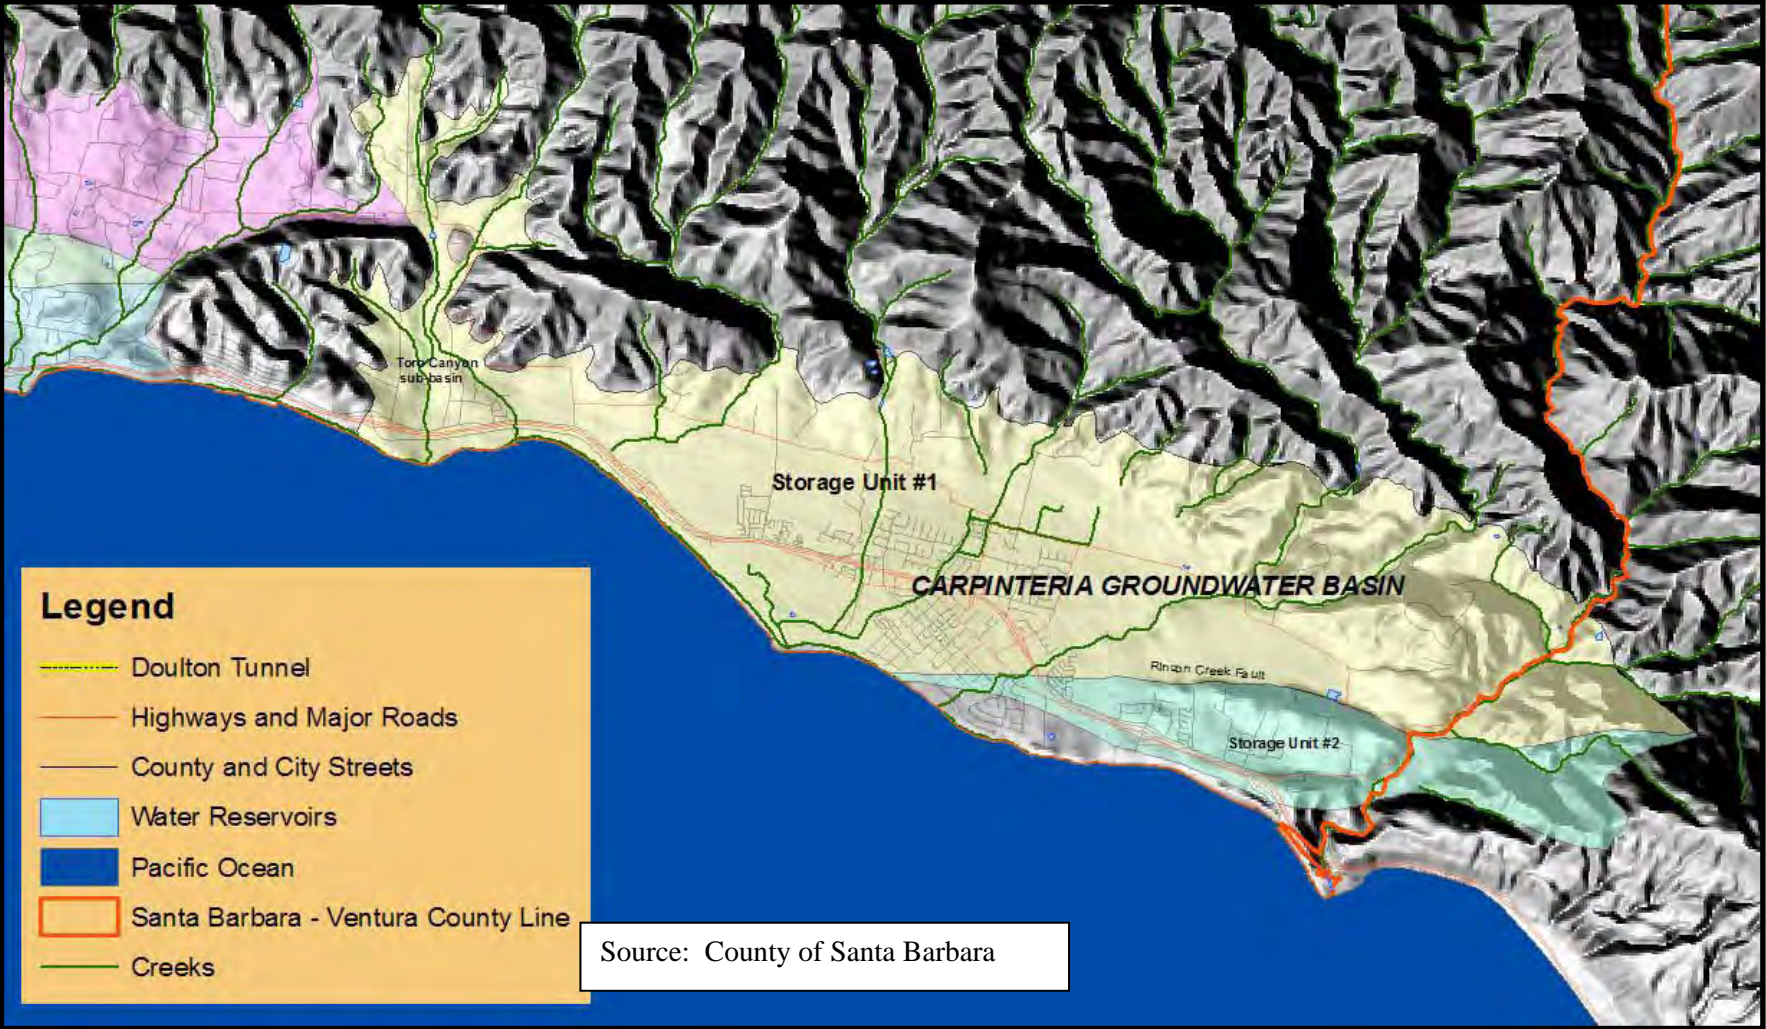 Toro Canyon
sub-basin
Storage Unit #1
CARPINTERIA GROUNDWATER BASIN
Rincon Creek Fault
Storage Unit #2
Legend
Doulton Tunnel
Highways and Major Roads
County and City Streets
Water Reservoirs
Pacific Ocean
Santa Barbara - Ventura County Line
Creeks
Source: County of Santa Barbara